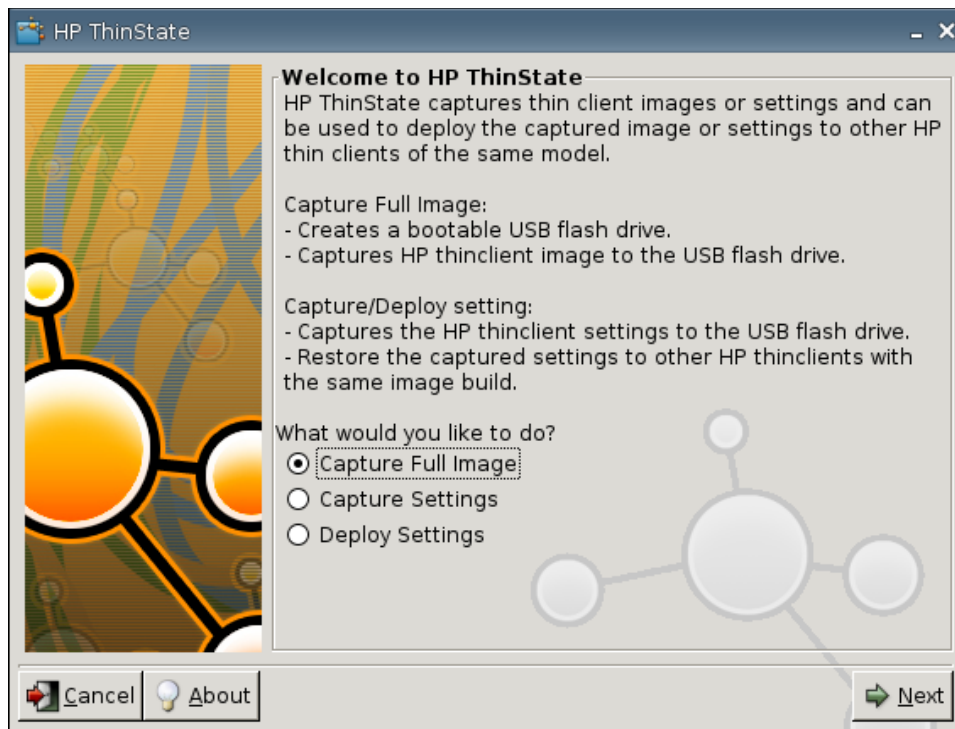 HP ThinState
Welcome to HP ThinState
HP ThinState captures thin client images or settings and can
be used to deploy the captured image or settings to other HP
thin clients of the same model.
Capture Full Image:
- Creates a bootable USB flash drive.
- Captures HP thinclient image to the USB flash drive.
Capture/Deploy setting:
- Captures the HP thinclient settings to the USB flash drive.
- Restore the captured settings to other HP thinclients with
the same image build.
What would you like to do?
Capture Full Image
Capture Settings
Deploy Settings
Cancel
About
Next